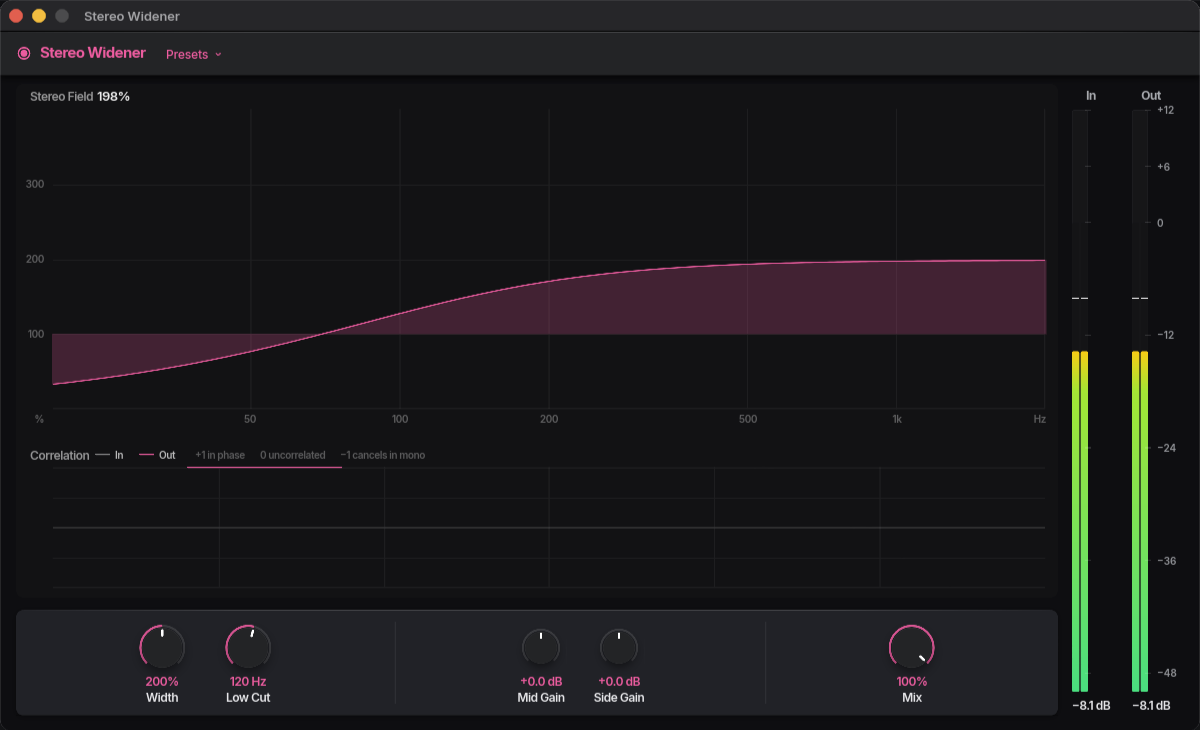 Stereo Widener
Stereo Widener Presets
Stereo Field 198%
In Out
+12
+6
0
−12
−24
−36
−48
300
200
100
% 50 100 200 500 1k Hz
Correlation In Out +1 in phase 0 uncorrelated −1 cancels in mono
200% 120 Hz +0.0 dB +0.0 dB 100%
Width Low Cut Mid Gain Side Gain Mix
−8.1 dB −8.1 dB